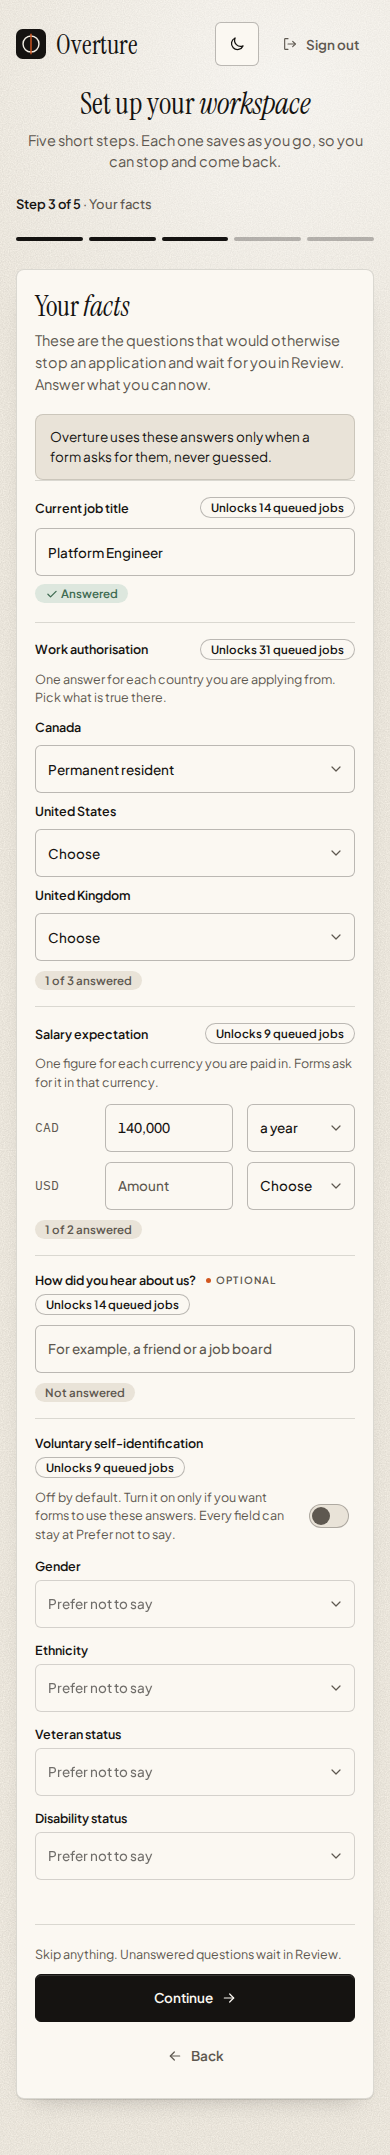 Overture
Sign out
Set up your workspace
Five short steps. Each one saves as you go, so you
can stop and come back.
Step 3 of 5 · Your facts
Your facts
These are the questions that would otherwise
stop an application and wait for you in Review.
Answer what you can now.
Overture uses these answers only when a
form asks for them, never guessed.
Current job title
Unlocks 14 queued jobs
Platform Engineer
Answered
Work authorisation
Unlocks 31 queued jobs
One answer for each country you are applying from.
Pick what is true there.
Canada
Permanent resident
United States
Choose
United Kingdom
Choose
1 of 3 answered
Salary expectation
Unlocks 9 queued jobs
One figure for each currency you are paid in. Forms ask
for it in that currency.
CAD
140,000
a year
USD
Amount
Choose
1 of 2 answered
How did you hear about us?
OPTIONAL
Unlocks 14 queued jobs
For example, a friend or a job board
Not answered
Voluntary self-identification
Unlocks 9 queued jobs
Off by default. Turn it on only if you want
forms to use these answers. Every field can
stay at Prefer not to say.
Gender
Prefer not to say
Ethnicity
Prefer not to say
Veteran status
Prefer not to say
Disability status
Prefer not to say
Skip anything. Unanswered questions wait in Review.
Continue →
← Back